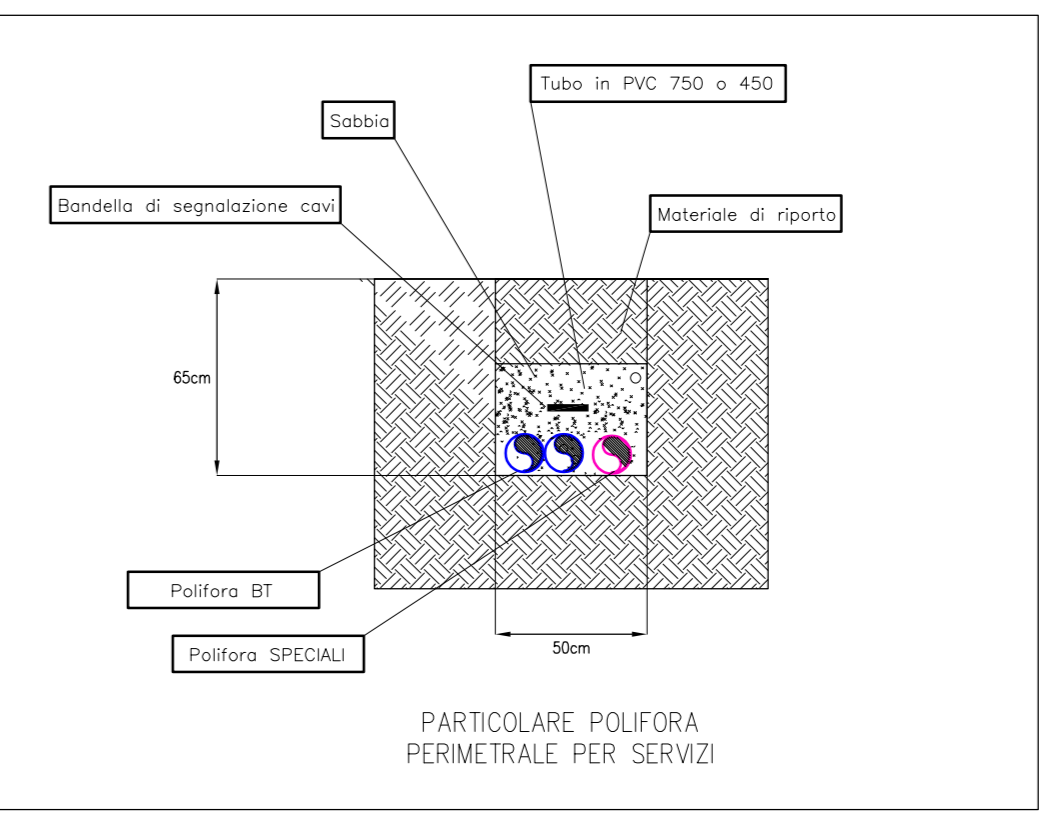 Tubo in PVC 750 o 450
Sabbia
Bandella di segnalazione cavi
Materiale di riporto
65cm
Polifora BT
Polifora SPECIALI
50cm
PARTICOLARE POLIFORA
PERIMETRALE PER SERVIZI